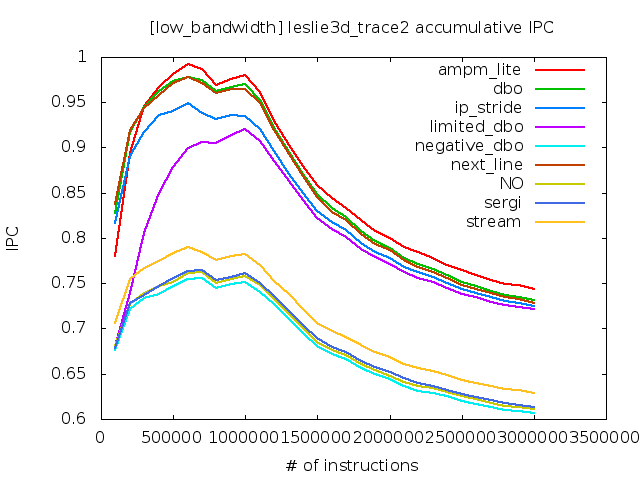 [low_bandwidth] leslie3d_trace2 accumulative IPC
1
0.95
0.9
0.85
0.8
0.75
0.7
0.65
0.6
IPC
ampm_lite
dbo
ip_stride
limited_dbo
negative_dbo
next_line
NO
sergi
stream
0 500000 1000000 1500000 2000000 2500000 3000000 3500000
# of instructions